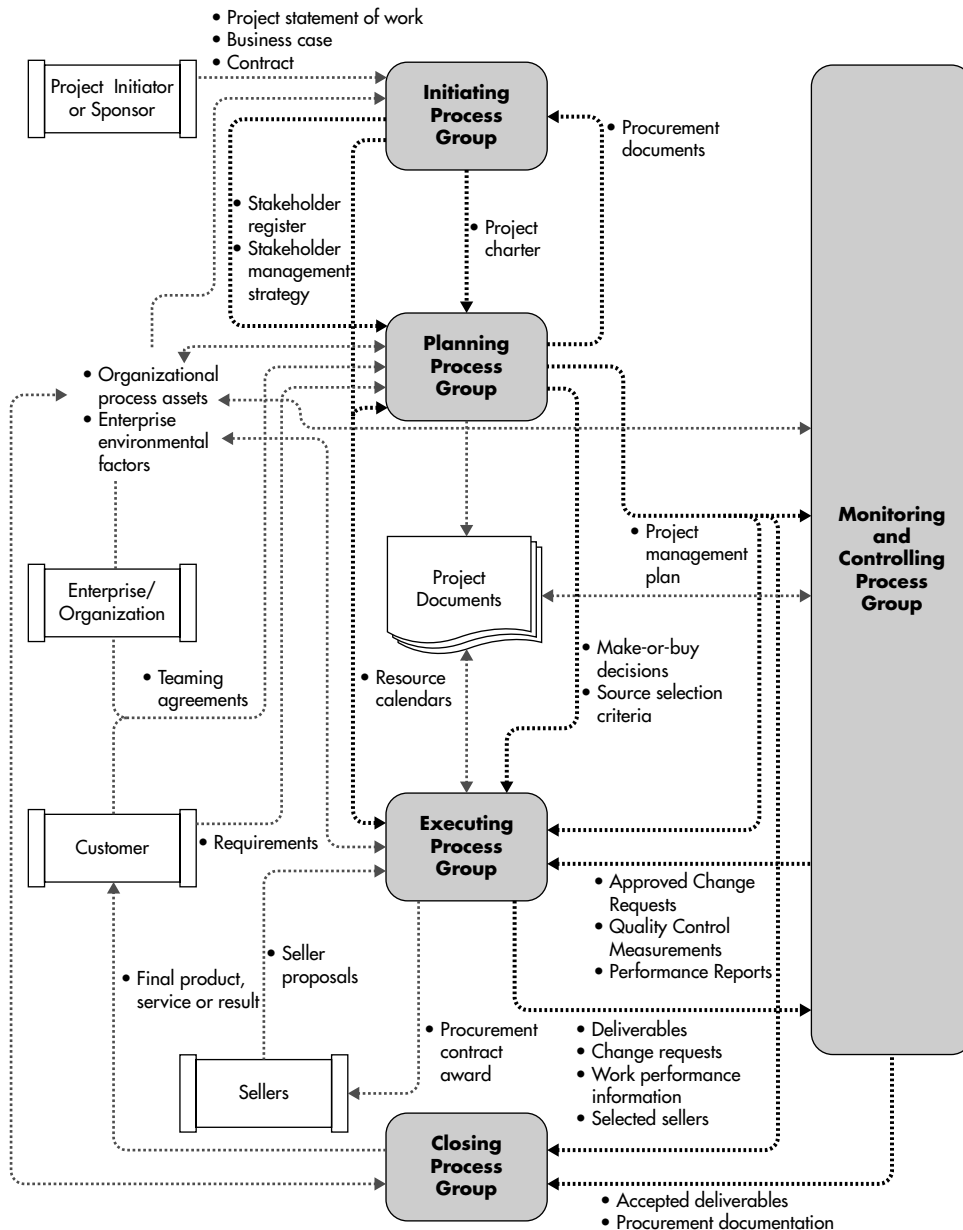 • Project statement of work
• Business case
• Contract
Project Initiator
or Sponsor
Initiating
Process
Group
• Procurement
documents
• Stakeholder
register
• Stakeholder
management
strategy
• Project
charter
Planning
Process
Group
• Organizational
process assets
• Enterprise
environmental
factors
Monitoring
and
Controlling
Process
Group
• Project
management
plan
Project
Documents
Enterprise/
Organization
• Teaming
agreements
• Resource
calendars
• Make-or-buy
decisions
• Source selection
criteria
Customer
• Requirements
Executing
Process
Group
• Approved Change
Requests
• Quality Control
Measurements
• Performance Reports
• Final product,
service or result
• Seller
proposals
• Procurement
contract
award
• Deliverables
• Change requests
• Work performance
information
• Selected sellers
Sellers
Closing
Process
Group
• Accepted deliverables
• Procurement documentation